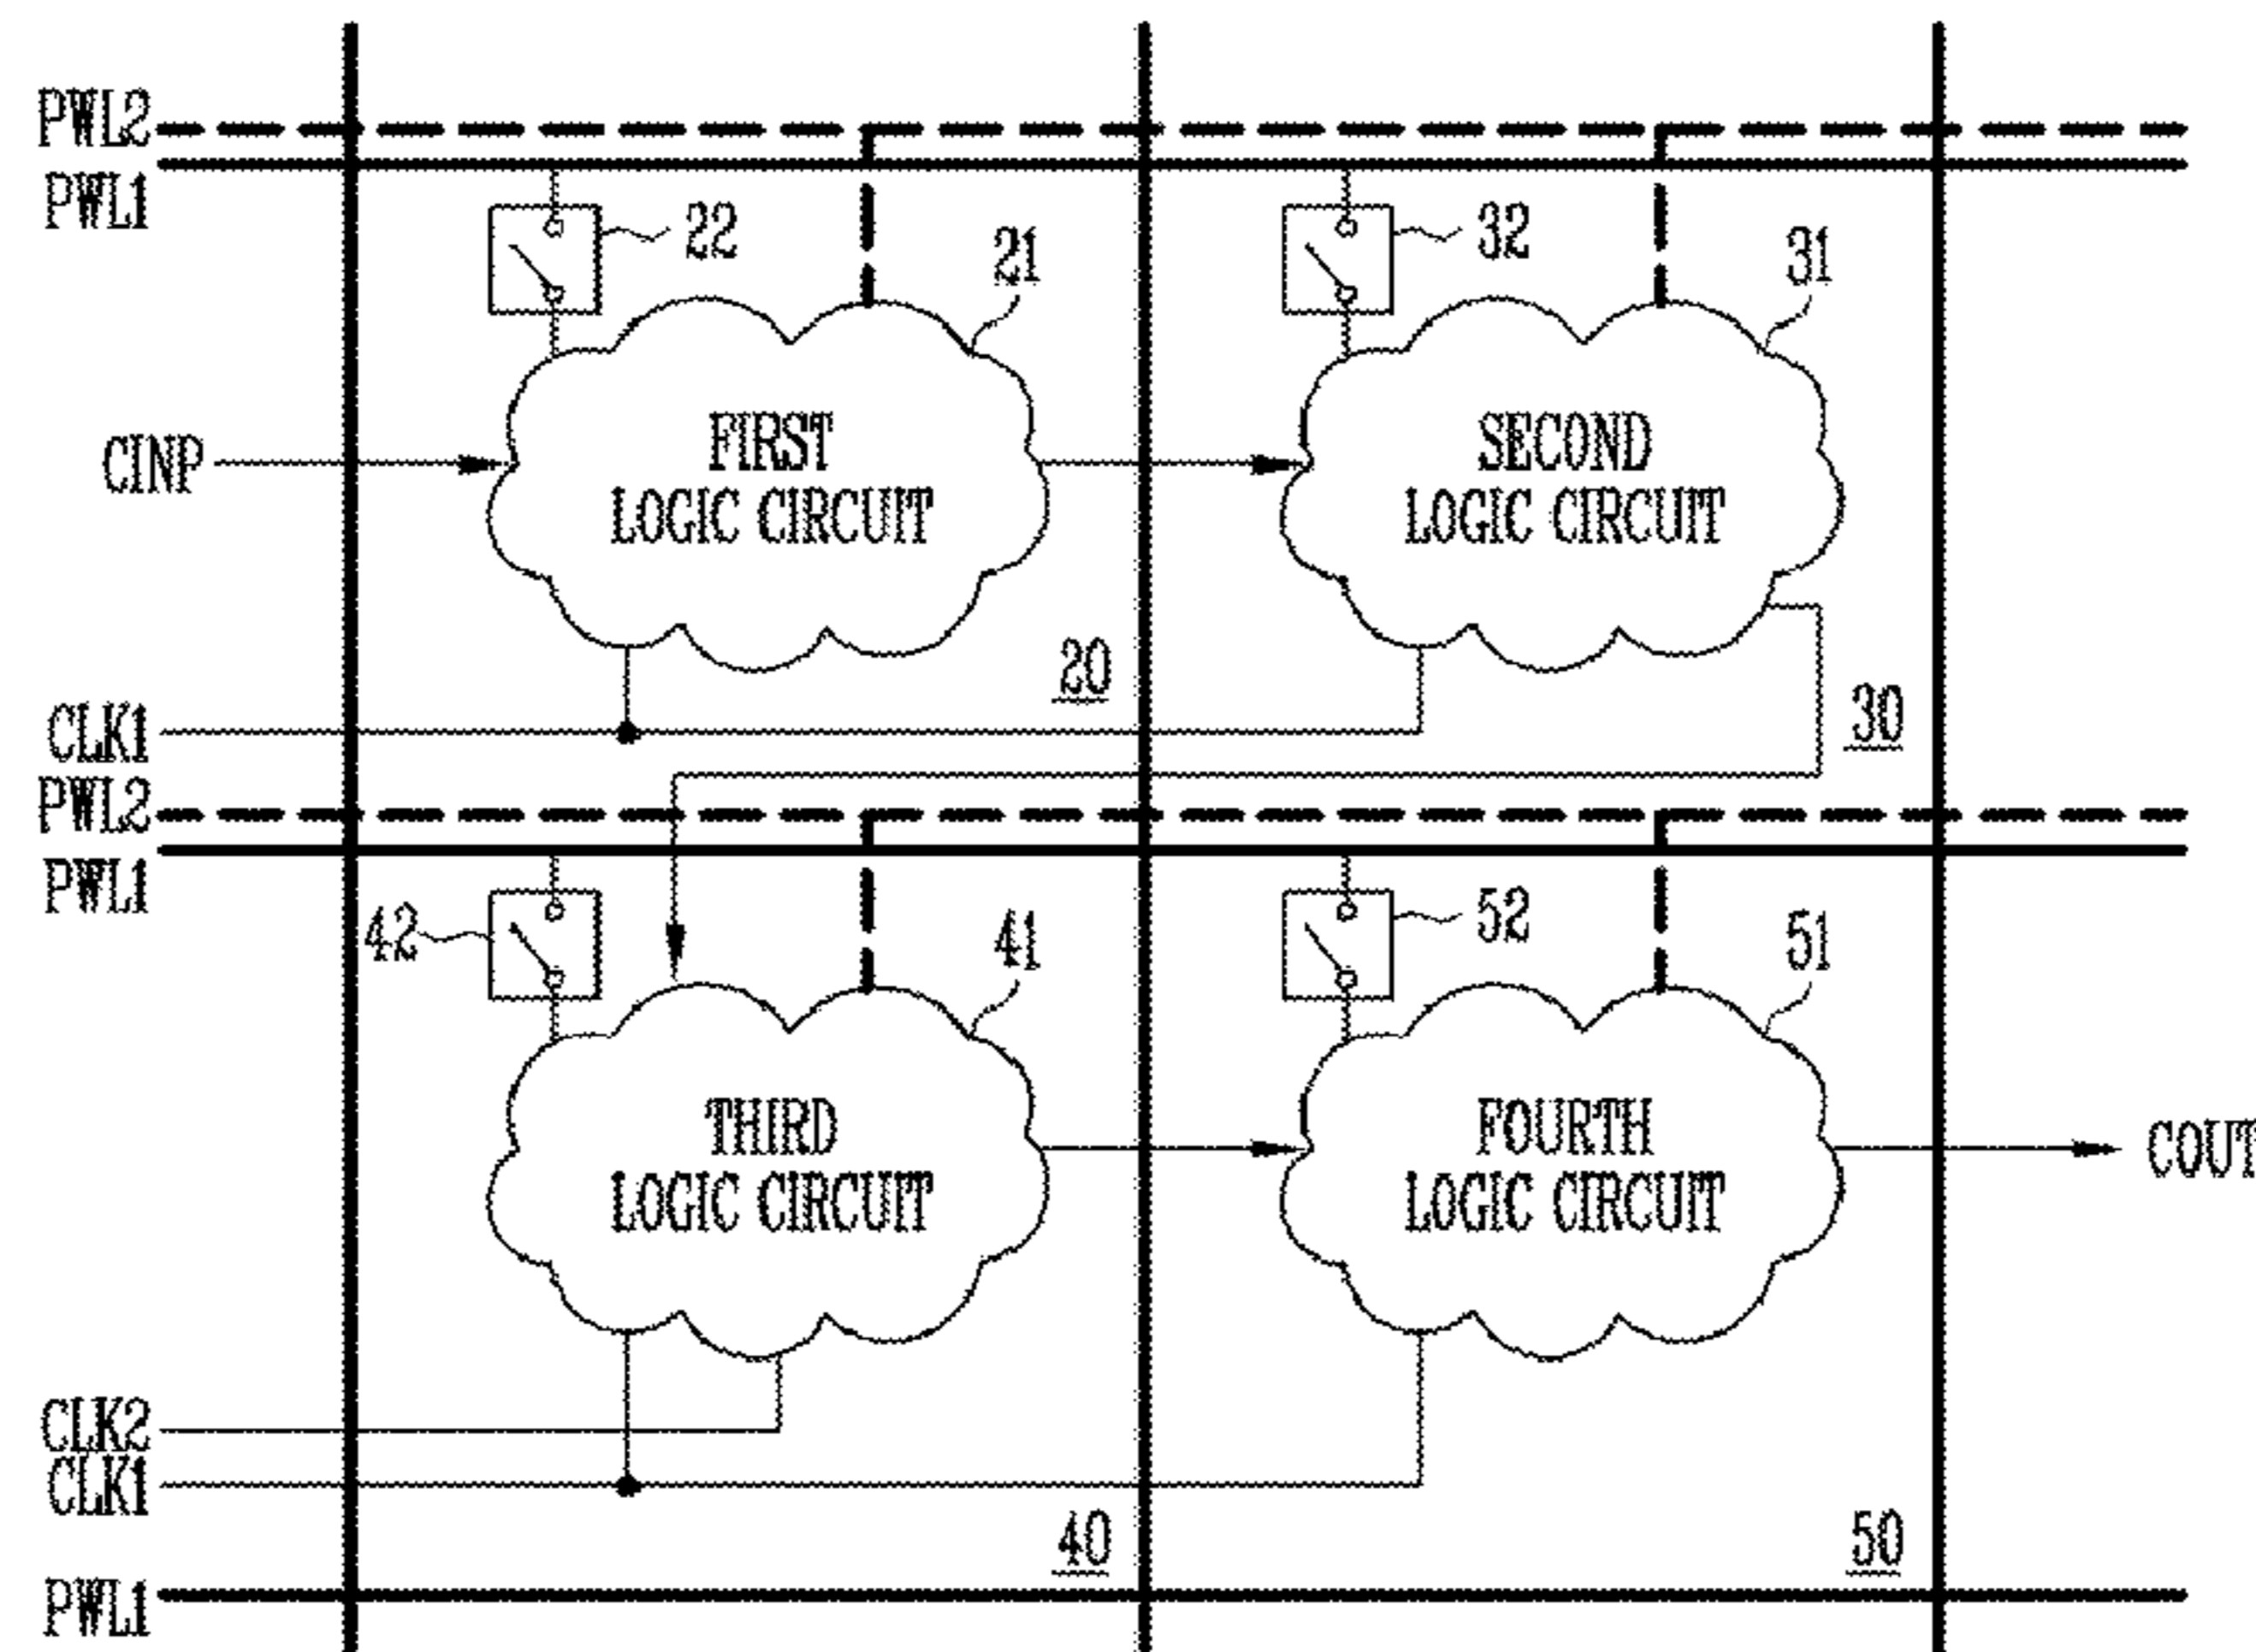 PWL2
PWL1
22
21
32
31
CINP
FIRST
LOGIC CIRCUIT
SECOND
LOGIC CIRCUIT
20
30
CLK1
PWL2
PWL1
42
41
52
51
THIRD
LOGIC CIRCUIT
FOURTH
LOGIC CIRCUIT
COUT
CLK2
CLK1
40
50
PWL1